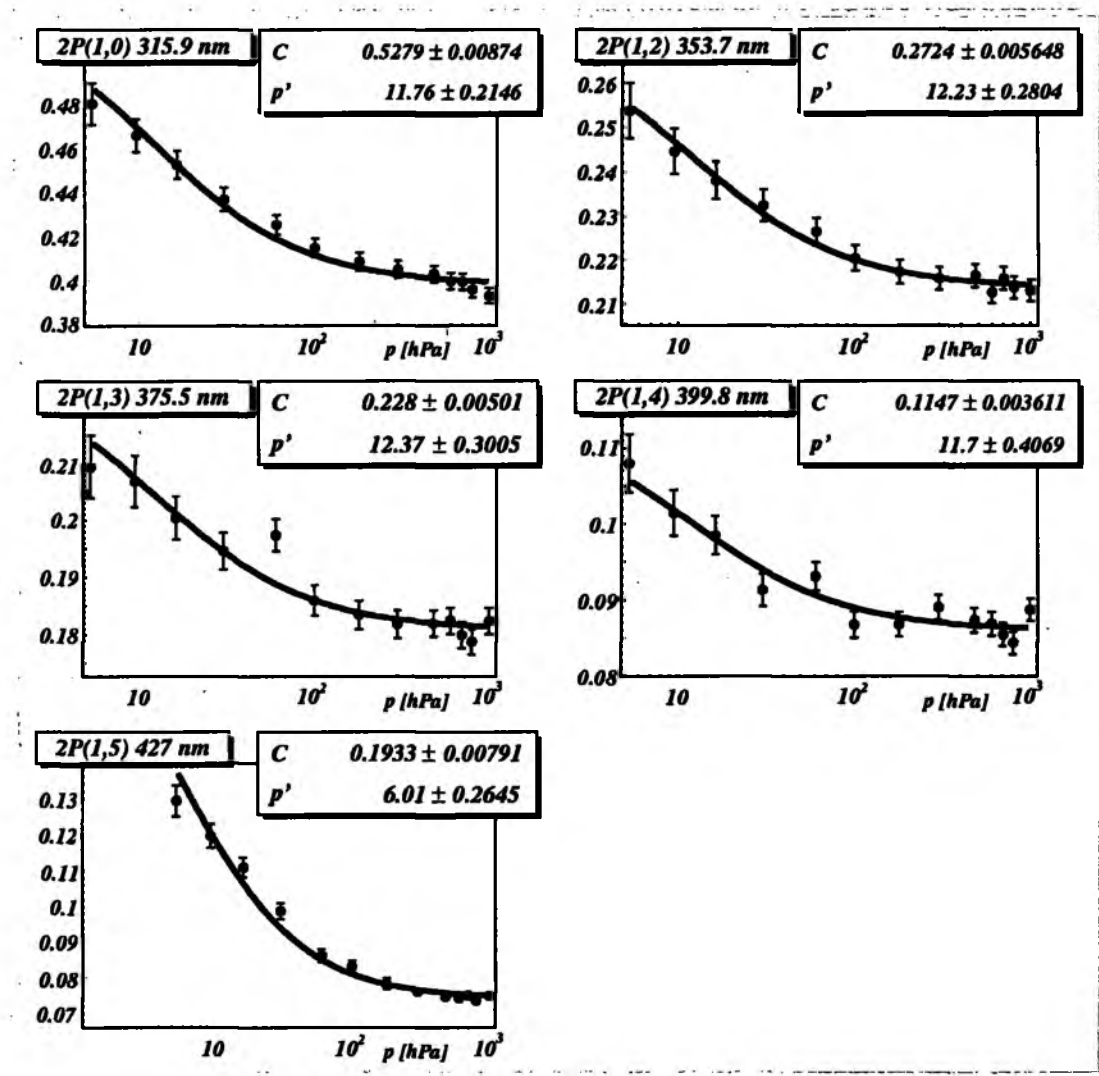 2P(1,0) 315.9 nm
C 0.5279 ± 0.00874
p' 11.76 ± 0.2146
0.48
0.46
0.44
0.42
0.4
0.38
10 10² p [hPa] 10³
2P(1,2) 353.7 nm
C 0.2724 ± 0.005648
p' 12.23 ± 0.2804
0.26
0.25
0.24
0.23
0.22
0.21
10 10² p [hPa] 10³
2P(1,3) 375.5 nm
C 0.228 ± 0.00501
p' 12.37 ± 0.3005
0.21
0.2
0.19
0.18
10 10² p [hPa] 10³
2P(1,4) 399.8 nm
C 0.1147 ± 0.003611
p' 11.7 ± 0.4069
0.11
0.1
0.09
0.08
10 10² p [hPa] 10³
2P(1,5) 427 nm
C 0.1933 ± 0.00791
p' 6.01 ± 0.2645
0.13
0.12
0.11
0.1
0.09
0.08
0.07
10 10² p [hPa] 10³